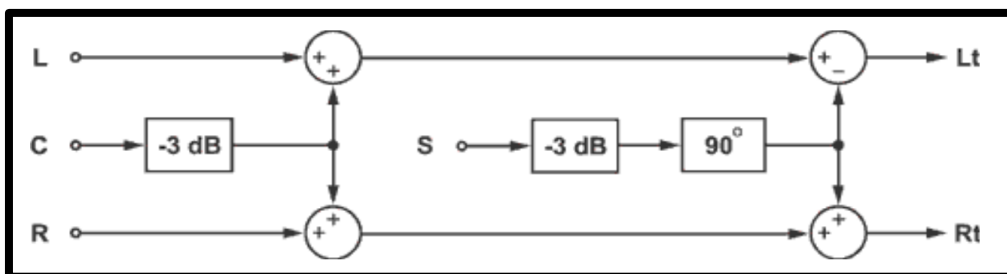 L + + + − Lt
C -3 dB S -3 dB 90°
R + + + + Rt